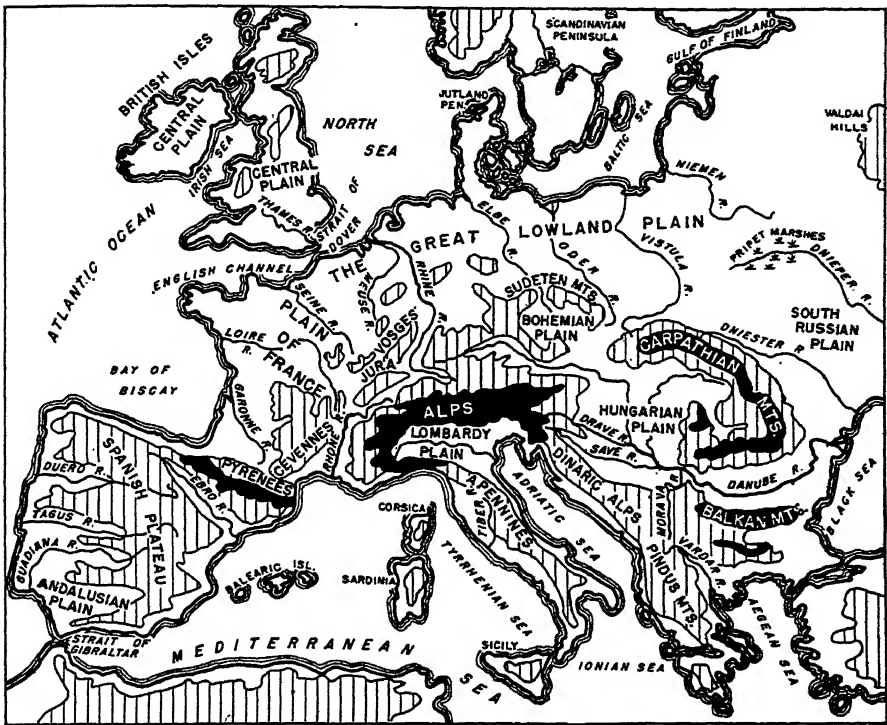 SCANDINAVIAN
PENINSULA
GULF OF FINLAND
BRITISH ISLES
CENTRAL
PLAIN
IRISH SEA
NORTH
SEA
JUTLAND
PEN.
BALTIC SEA
VALDAI
HILLS
CENTRAL
PLAIN
THAMES R.
STRAIT OF
DOVER
ATLANTIC OCEAN
ENGLISH CHANNEL
THE GREAT LOWLAND PLAIN
ELBE R.
ODER R.
VISTULA R.
NIEMEN R.
PRIPET MARSHES
DNIEPER. R.
SEINE R.
MEUSE R.
RHINE R.
SUDETEN MTS.
BOHEMIAN
PLAIN
SOUTH
RUSSIAN
PLAIN
PLAIN
OF
FRANCE
LOIRE R.
VOSGES
JURA
DNIESTER R.
CARPATHIAN
MTS.
BAY OF
BISCAY
GARONNE R.
CEVENNES
RHONE
ALPS
LOMBARDY
PLAIN
HUNGARIAN
PLAIN
DRAVE R.
SAVE R.
DANUBE R.
BLACK SEA
SPANISH
PLATEAU
DUERO R.
PYRENEES
EBRO R.
TAGUS R.
GUADIANA R.
ANDALUSIAN
PLAIN
STRAIT OF
GIBRALTAR
BALEARIC ISL.
CORSICA
SARDINIA
APENNINES
TIBER
ADRIATIC
SEA
DINARIC ALPS
MORAVA R.
BALKAN MTS.
VARDAR R.
PINDUS MTS.
AEGEAN SEA
TYRRHENIAN SEA
SICILY
IONIAN SEA
MEDITERRANEAN
SEA